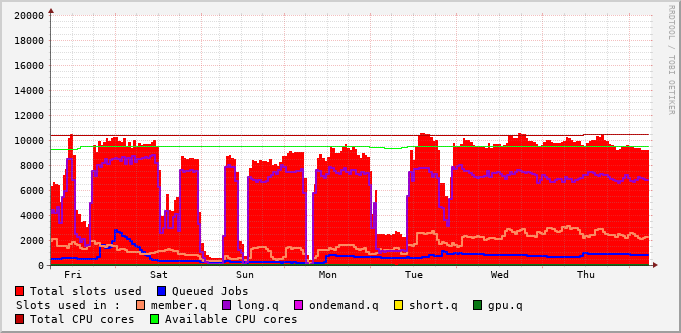 RRDTOOL / TOBI OETIKER
20000
18000
16000
14000
12000
10000
8000
6000
4000
2000
0
Fri Sat Sun Mon Tue Wed Thu
Total slots used Queued Jobs
Slots used in : member.q long.q ondemand.q short.q gpu.q
Total CPU cores Available CPU cores